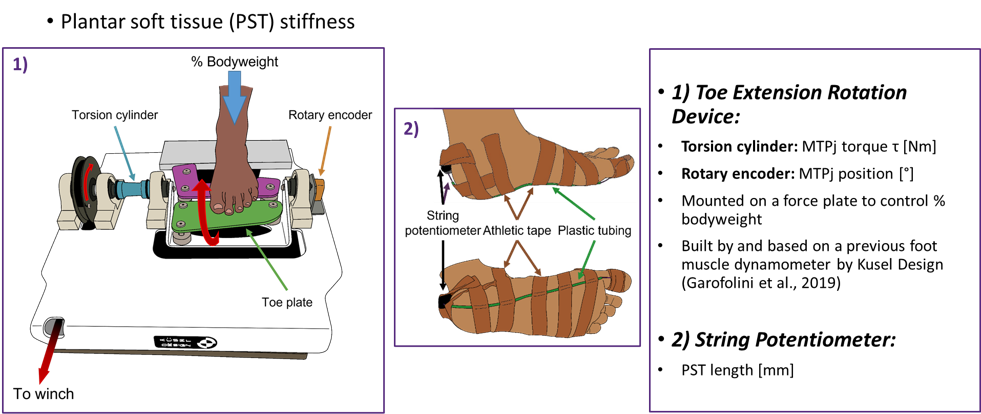 • Plantar soft tissue (PST) stiffness
1)
% Bodyweight
Torsion cylinder
Rotary encoder
Toe plate
To winch
2)
String
potentiometer
Athletic tape
Plastic tubing
• 1) Toe Extension Rotation
Device:
• Torsion cylinder: MTPj torque τ [Nm]
• Rotary encoder: MTPj position [°]
• Mounted on a force plate to control %
bodyweight
• Built by and based on a previous foot
muscle dynamometer by Kusel Design
(Garofolini et al., 2019)
• 2) String Potentiometer:
• PST length [mm]